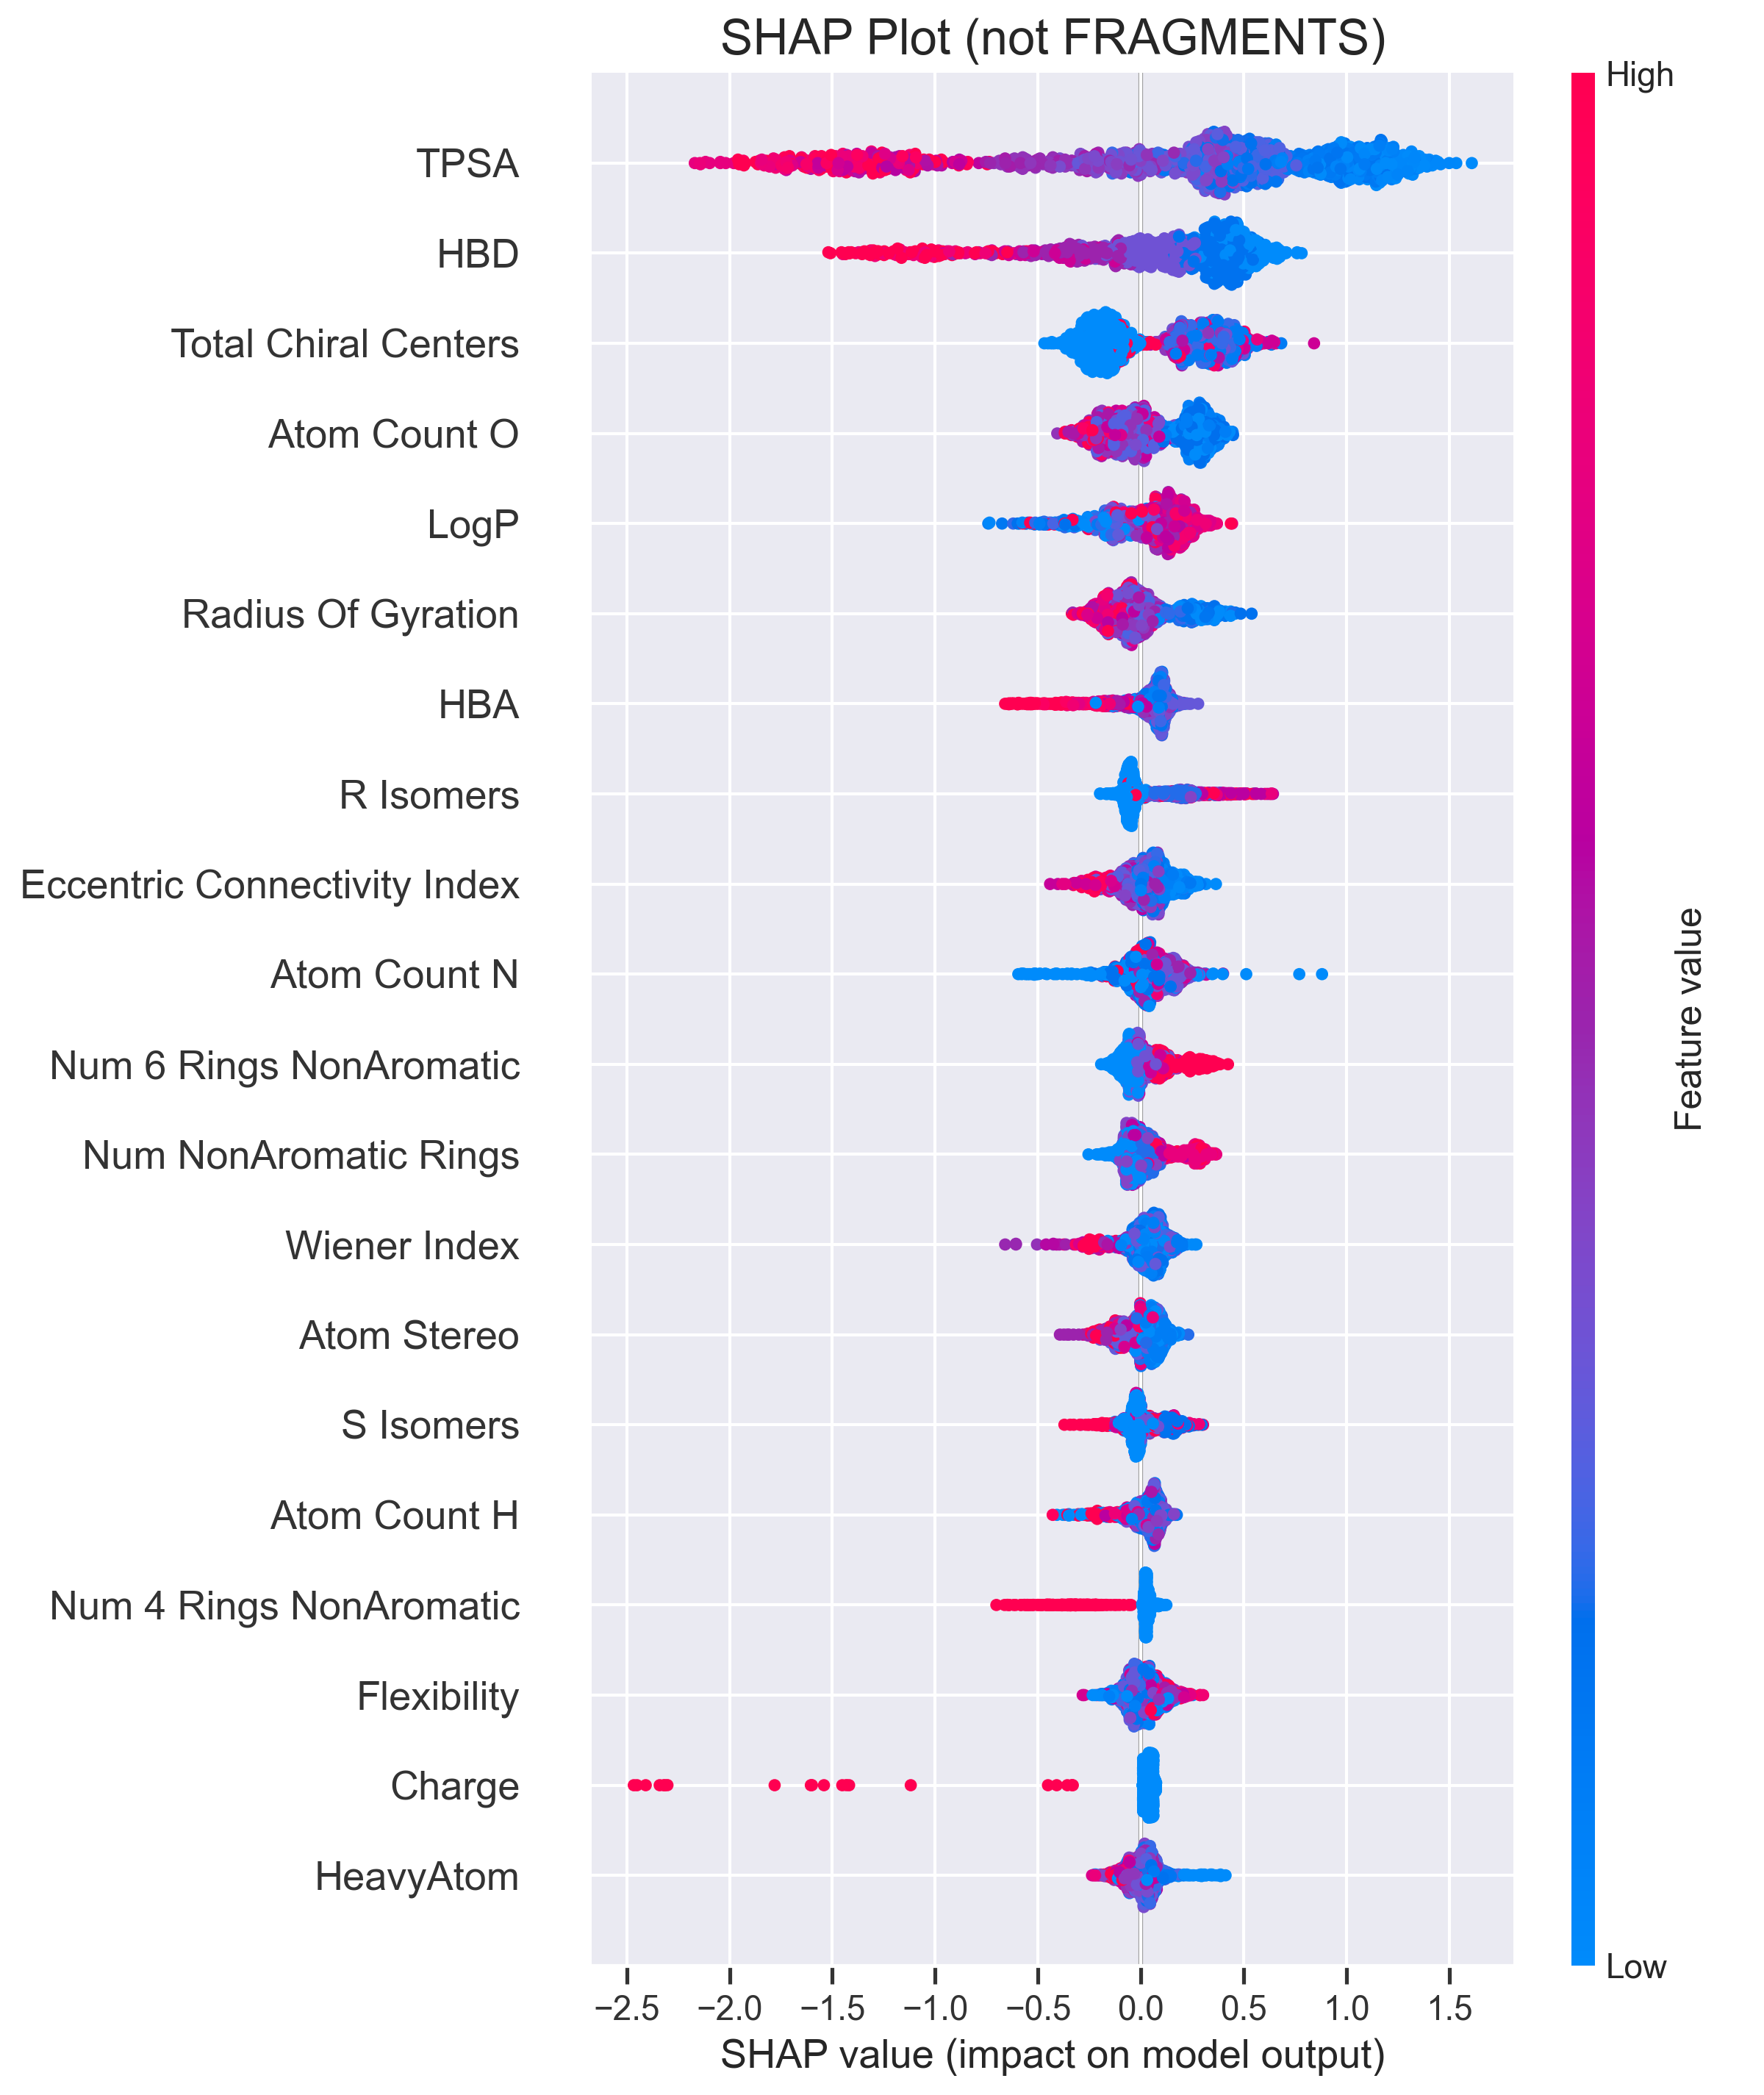 SHAP Plot (not FRAGMENTS)
High
TPSA
HBD
Total Chiral Centers
Atom Count O
LogP
Radius Of Gyration
HBA
R Isomers
Eccentric Connectivity Index
Atom Count N
Num 6 Rings NonAromatic
Num NonAromatic Rings
Wiener Index
Atom Stereo
S Isomers
Atom Count H
Num 4 Rings NonAromatic
Flexibility
Charge
HeavyAtom
Feature value
Low
−2.5 −2.0 −1.5 −1.0 −0.5 0.0 0.5 1.0 1.5
SHAP value (impact on model output)